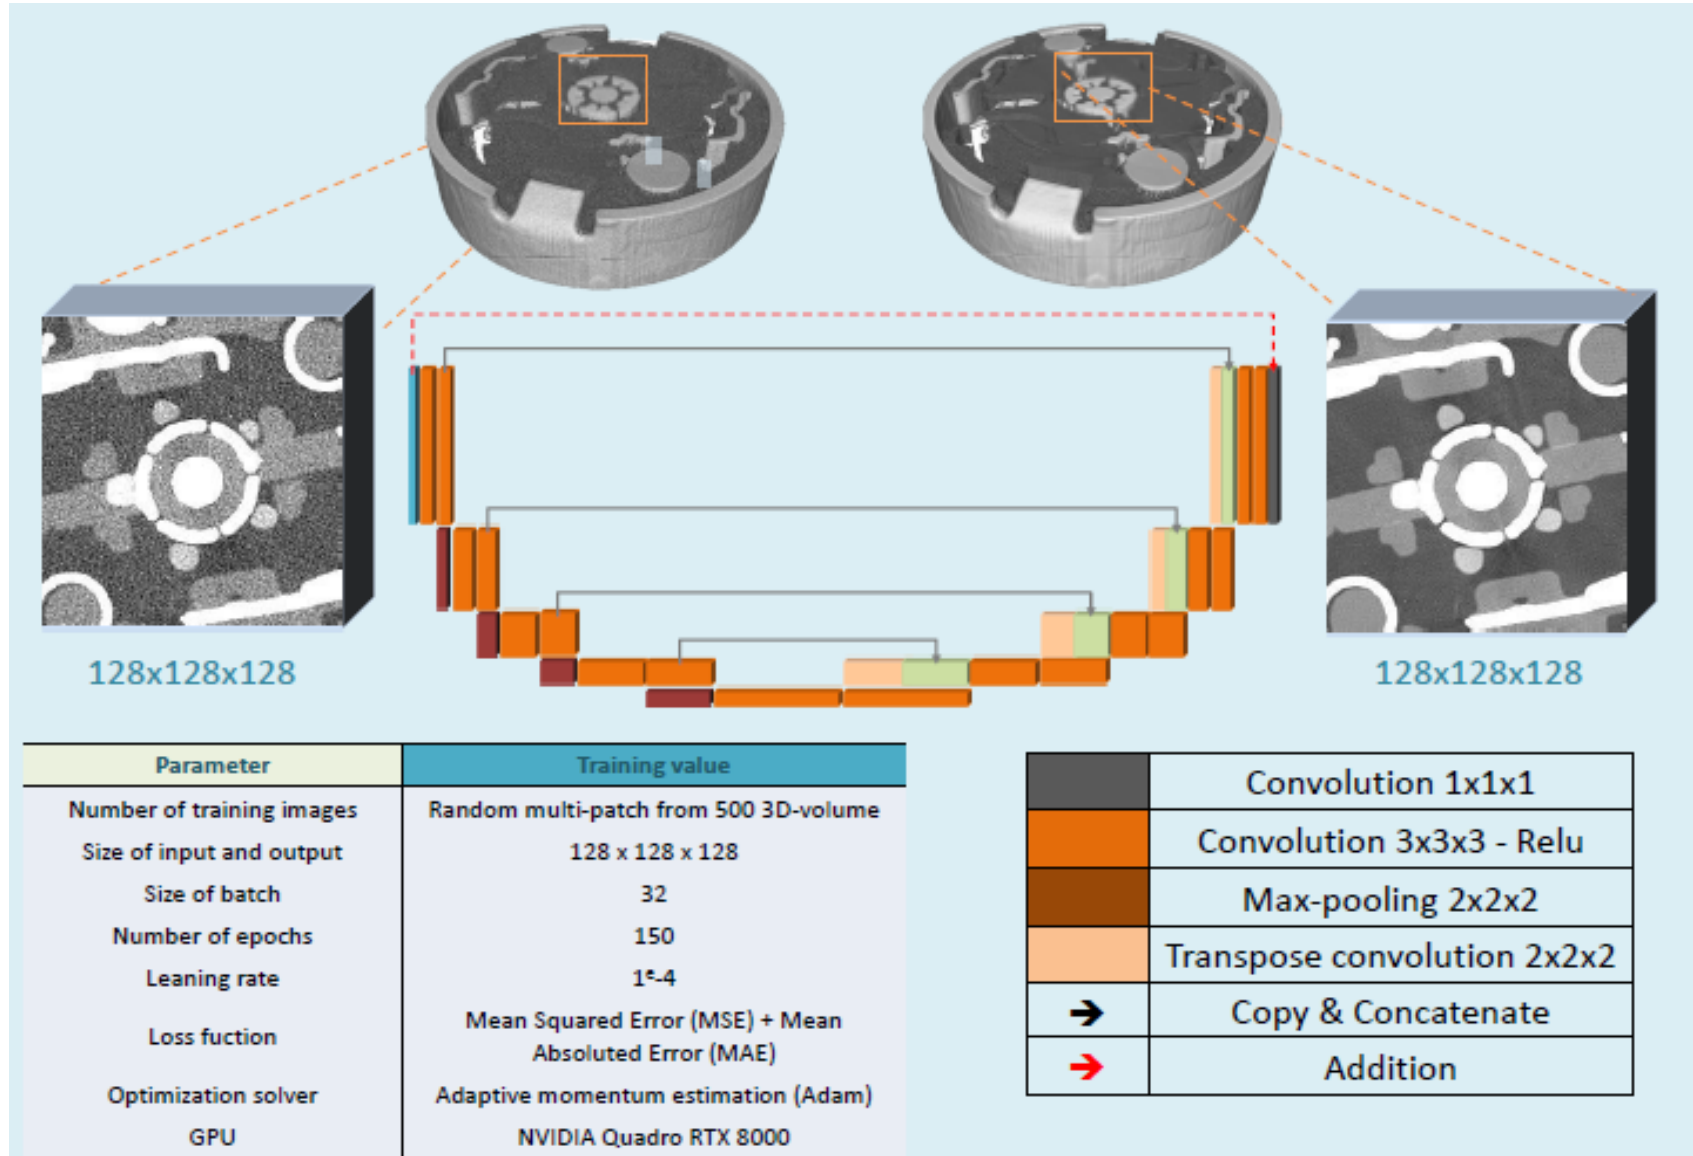 128x128x128
128x128x128
Parameter Training value
Number of training images Random multi-patch from 500 3D-volume
Size of input and output 128 x 128 x 128
Size of batch 32
Number of epochs 150
Leaning rate 1ᵉ-4
Loss fuction Mean Squared Error (MSE) + Mean
Absoluted Error (MAE)
Optimization solver Adaptive momentum estimation (Adam)
GPU NVIDIA Quadro RTX 8000
Convolution 1x1x1
Convolution 3x3x3 - Relu
Max-pooling 2x2x2
Transpose convolution 2x2x2
Copy & Concatenate
Addition